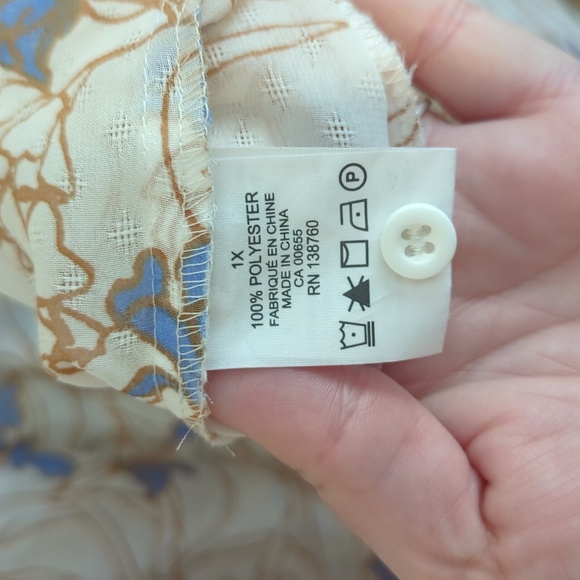 1X
100% POLYESTER
FABRIQUÉ EN CHINE
MADE IN CHINA
CA 00655
RN 138760
P